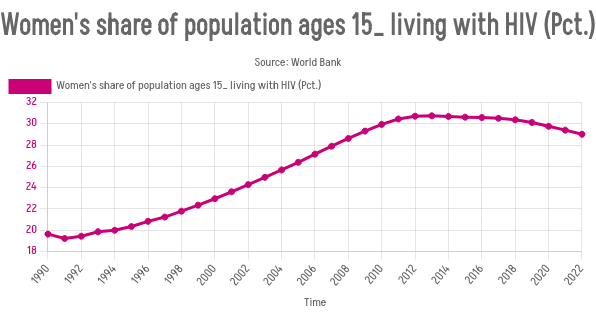 Women's share of population ages 15_ living with HIV (Pct.)
Source: World Bank
Women's share of population ages 15_ living with HIV (Pct.)
32
30
28
26
24
22
20
18
1990 1992 1994 1996 1998 2000 2002 2004 2006 2008 2010 2012 2014 2016 2018 2020 2022
Time